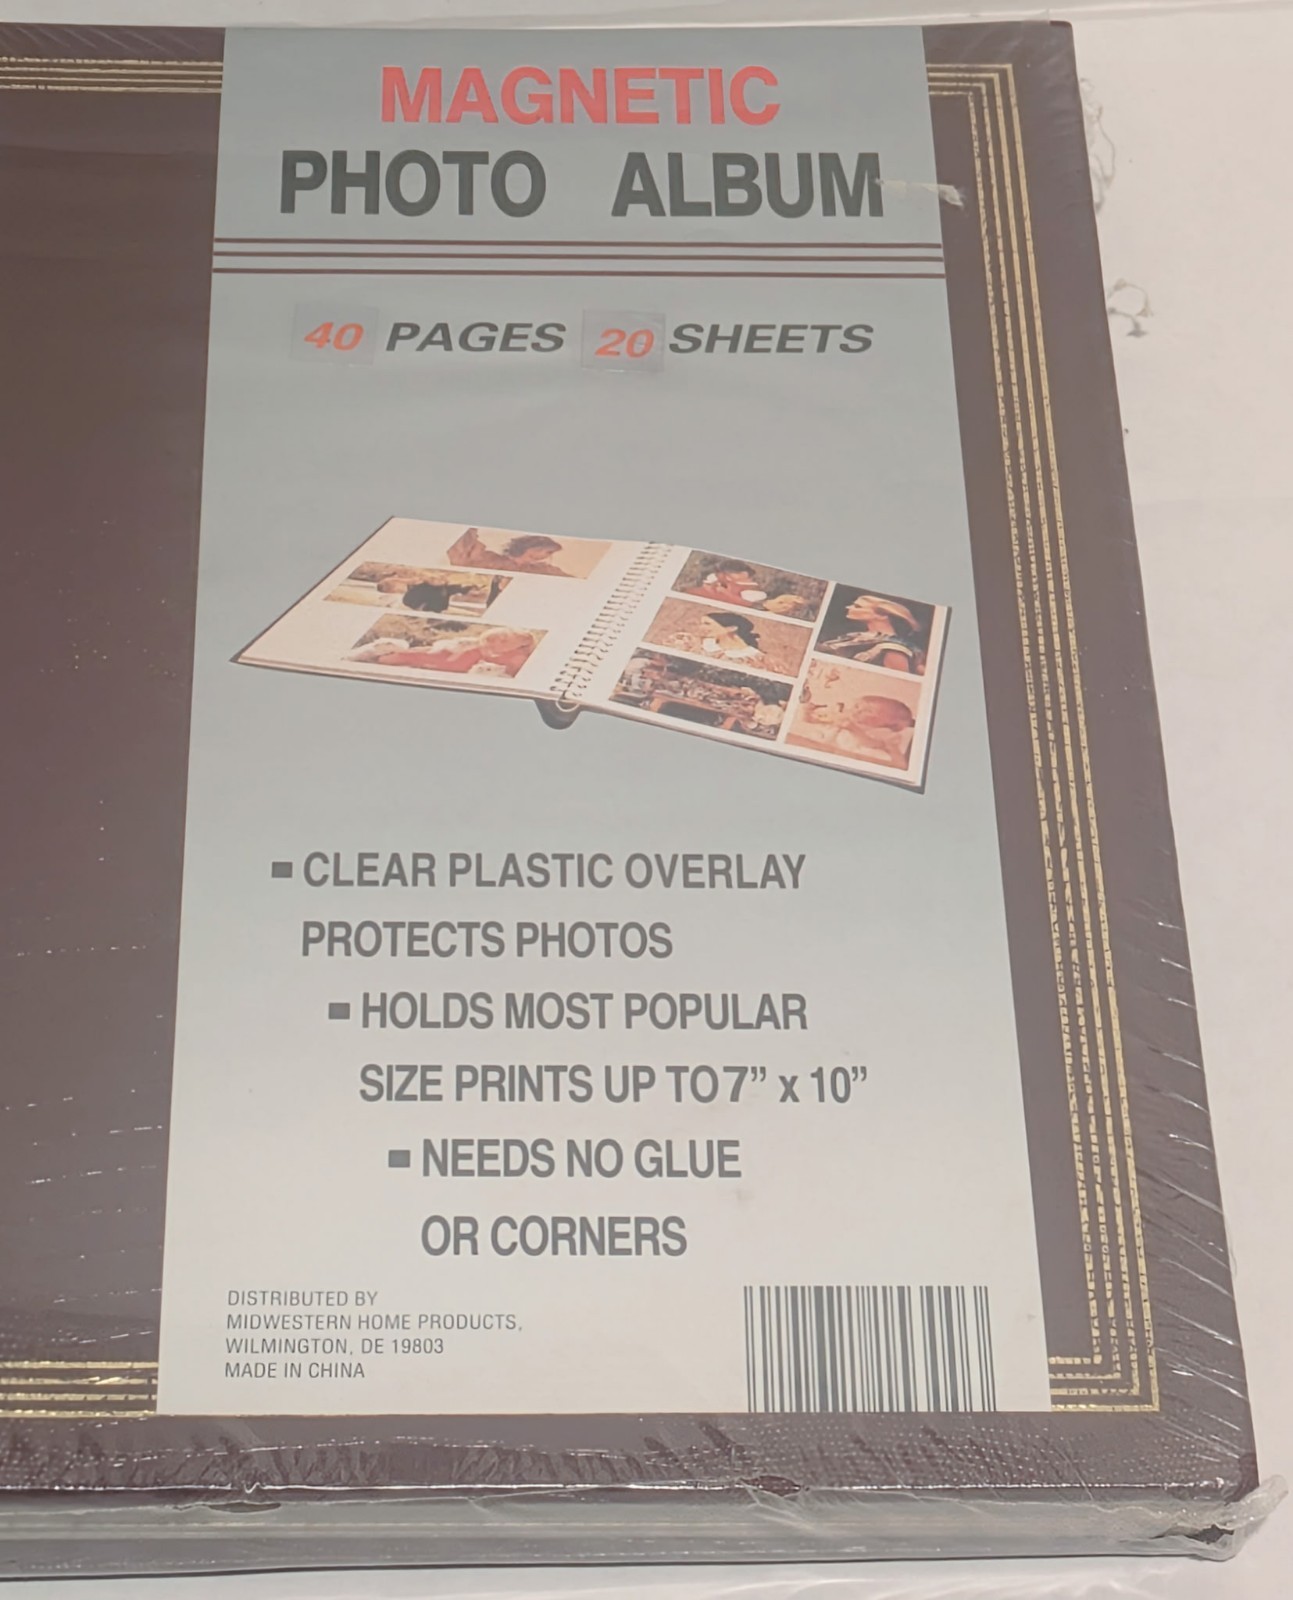 MAGNETIC
PHOTO ALBUM
40 PAGES 20 SHEETS
▬ CLEAR PLASTIC OVERLAY
PROTECTS PHOTOS
▬ HOLDS MOST POPULAR
SIZE PRINTS UP TO 7” x 10”
▬ NEEDS NO GLUE
OR CORNERS
DISTRIBUTED BY
MIDWESTERN HOME PRODUCTS,
WILMINGTON, DE 19803
MADE IN CHINA